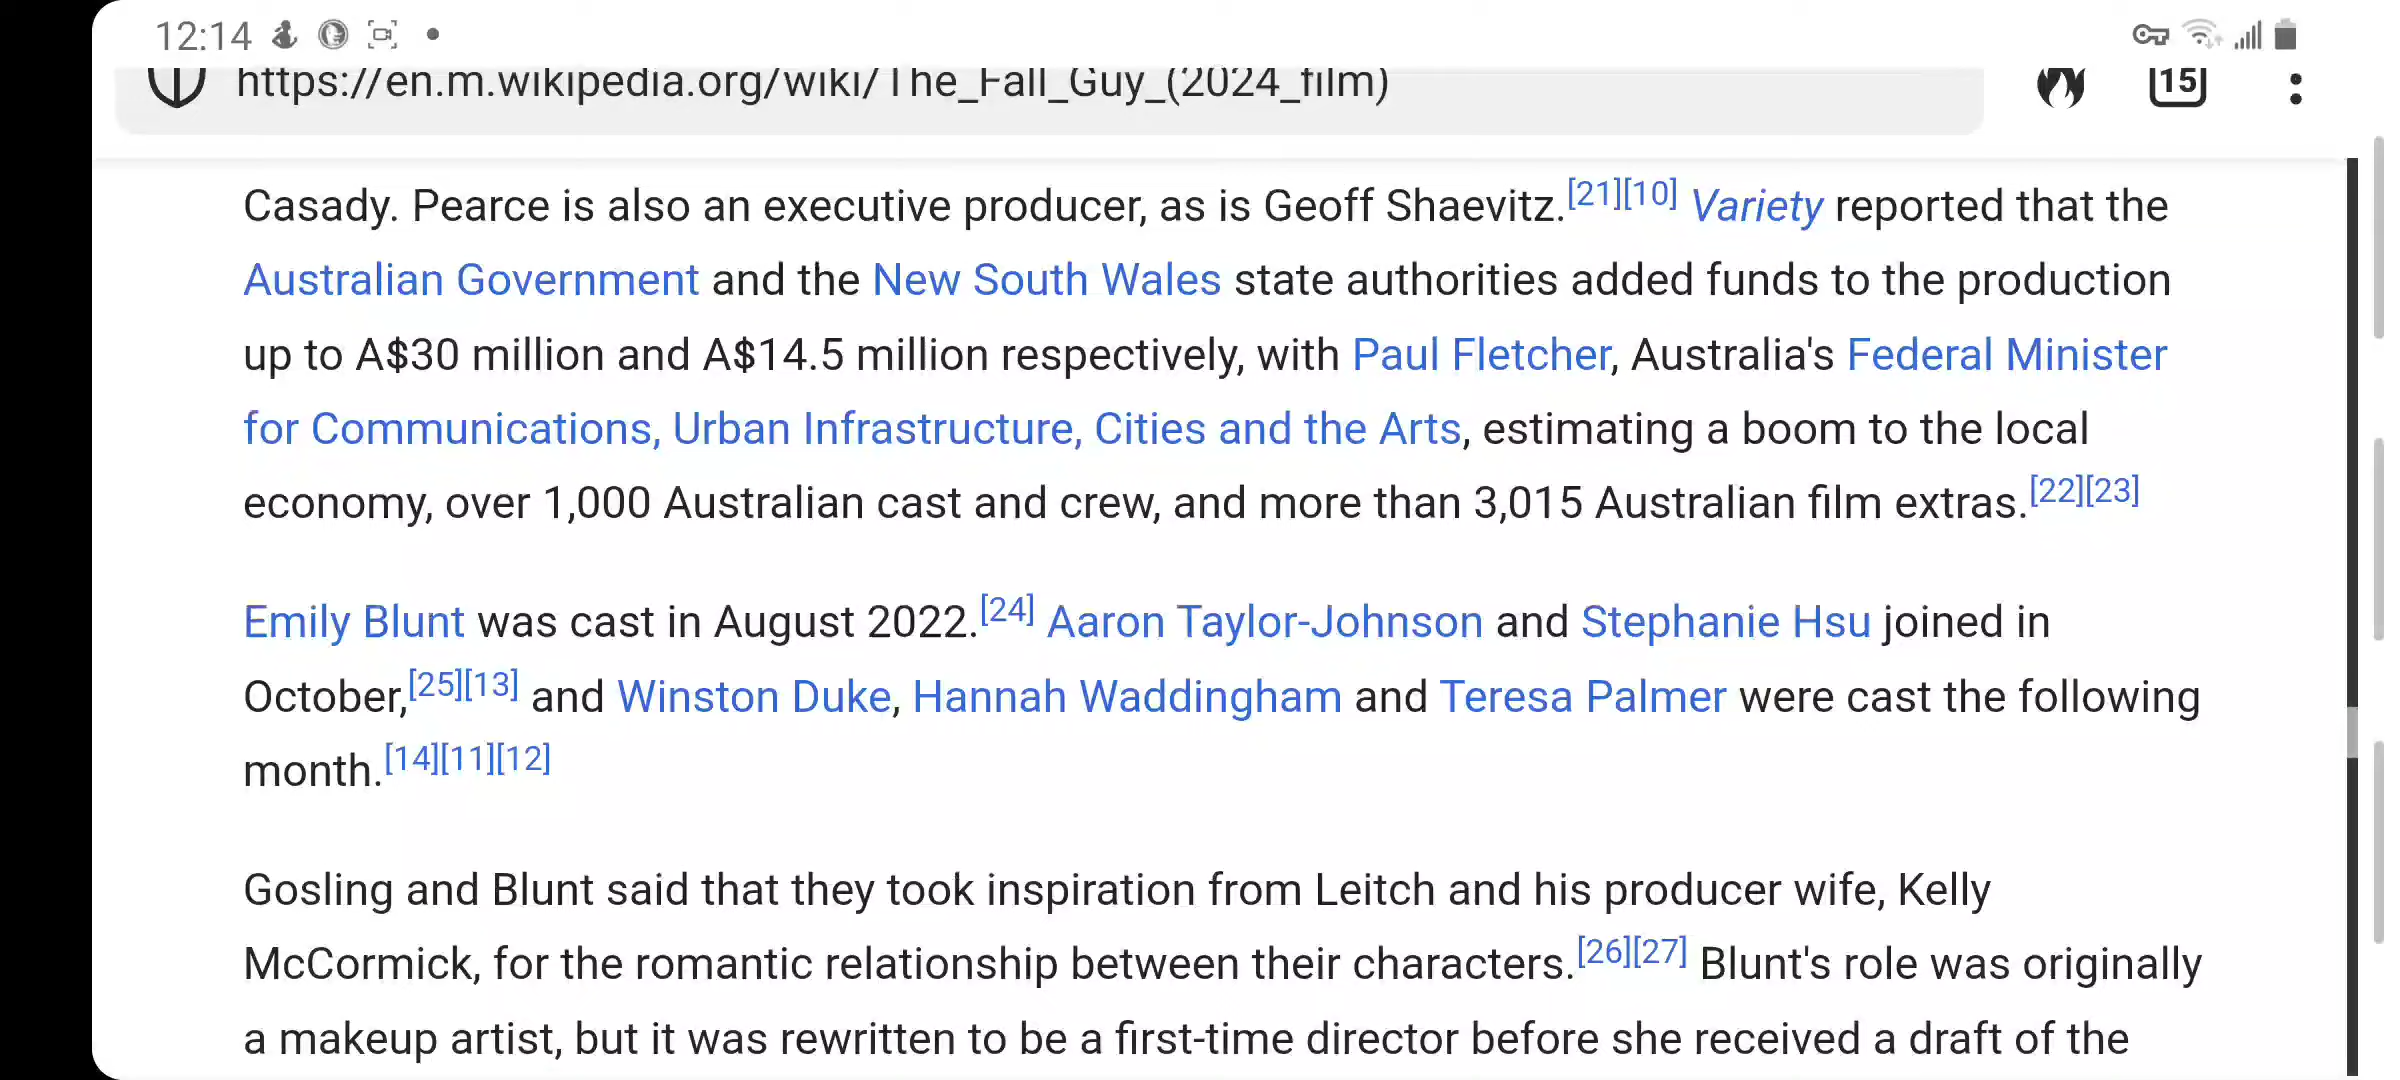 12:14
https://en.m.wikipedia.org/wiki/The_Fall_Guy_(2024_film)
15
Casady. Pearce is also an executive producer, as is Geoff Shaevitz.[21][10] Variety reported that the
Australian Government and the New South Wales state authorities added funds to the production
up to A$30 million and A$14.5 million respectively, with Paul Fletcher, Australia's Federal Minister
for Communications, Urban Infrastructure, Cities and the Arts, estimating a boom to the local
economy, over 1,000 Australian cast and crew, and more than 3,015 Australian film extras.[22][23]
Emily Blunt was cast in August 2022.[24] Aaron Taylor-Johnson and Stephanie Hsu joined in
October,[25][13] and Winston Duke, Hannah Waddingham and Teresa Palmer were cast the following
month.[14][11][12]
Gosling and Blunt said that they took inspiration from Leitch and his producer wife, Kelly
McCormick, for the romantic relationship between their characters.[26][27] Blunt's role was originally
a makeup artist, but it was rewritten to be a first-time director before she received a draft of the